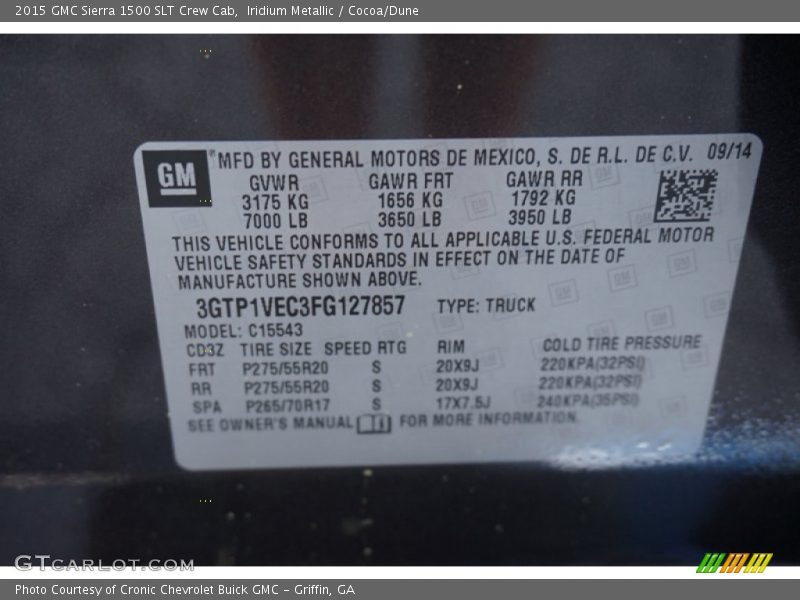 2015 GMC Sierra 1500 SLT Crew Cab,  Iridium Metallic / Cocoa/Dune
GM
® MFD BY GENERAL MOTORS DE MEXICO, S. DE R.L. DE C.V. 09/14
GVWR GAWR FRT GAWR RR
3175 KG 1656 KG 1792 KG
7000 LB 3650 LB 3950 LB
THIS VEHICLE CONFORMS TO ALL APPLICABLE U.S. FEDERAL MOTOR
VEHICLE SAFETY STANDARDS IN EFFECT ON THE DATE OF
MANUFACTURE SHOWN ABOVE.
3GTP1VEC3FG127857 TYPE: TRUCK
MODEL: C15543
CD3Z TIRE SIZE SPEED RTG RIM COLD TIRE PRESSURE
FRT P275/55R20 S 20X9J 220KPA(32PSI)
RR P275/55R20 S 20X9J 220KPA(32PSI)
SPA P265/70R17 S 17X7.5J 240KPA(35PSI)
SEE OWNER'S MANUAL FOR MORE INFORMATION.
GTCARLOT.COM
Photo Courtesy of Cronic Chevrolet Buick GMC - Griffin, GA